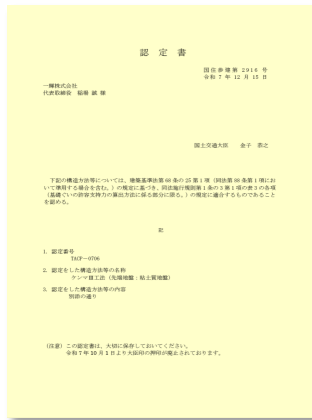 認定書
国住参建第 2916 号
令和 7 年 12 月 15 日
一輝株式会社
代表取締役 稲場 誠 様
国土交通大臣 金子 恭之
下記の構造方法等については、建築基準法第 68 条の 25 第 1 項（同法第 88 条第 1 項にお
いて準用する場合を含む。）の規定に基づき、同法施行規則第 1 条の 3 第 1 項の表 3 の各項
（基礎ぐいの許容支持力の算出方法に係る部分に限る。）の規定に適合するものであること
を認める。
記
1. 認定番号
TACP-0706
2. 認定をした構造方法等の名称
ケンマ自工法（先端地盤：粘土質地盤）
3. 認定をした構造方法等の内容
別添の通り
（注意）この認定書は、大切に保存しておいてください。
令和 7 年 10 月 1 日より大臣印の押印が廃止されております。